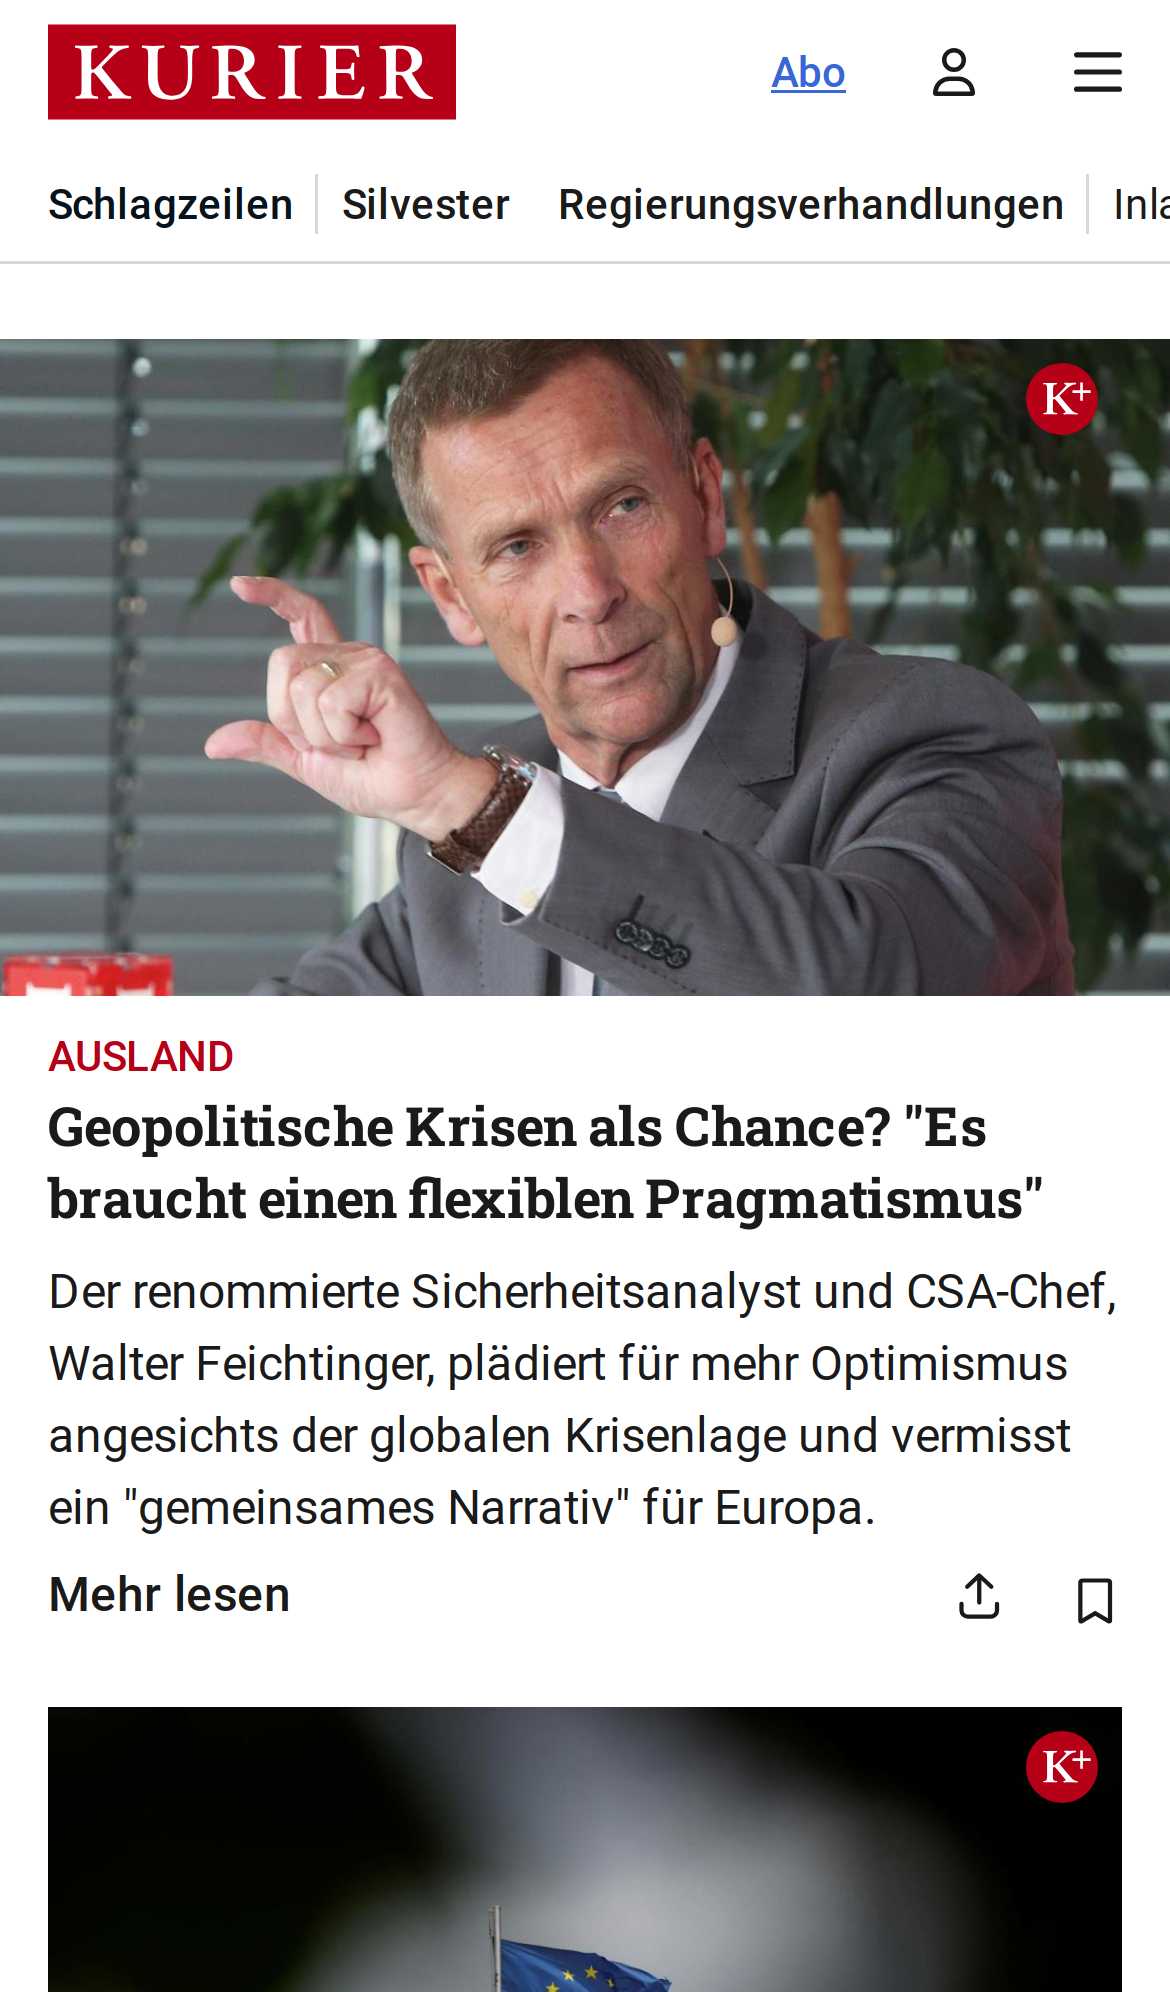 KURIER
Abo
Schlagzeilen
Silvester
Regierungsverhandlungen
K+
AUSLAND
Geopolitische Krisen als Chance? "Es
braucht einen flexiblen Pragmatismus"
Der renommierte Sicherheitsanalyst und CSA-Chef,
Walter Feichtinger, plädiert für mehr Optimismus
angesichts der globalen Krisenlage und vermisst
ein "gemeinsames Narrativ" für Europa.
Mehr lesen
K+